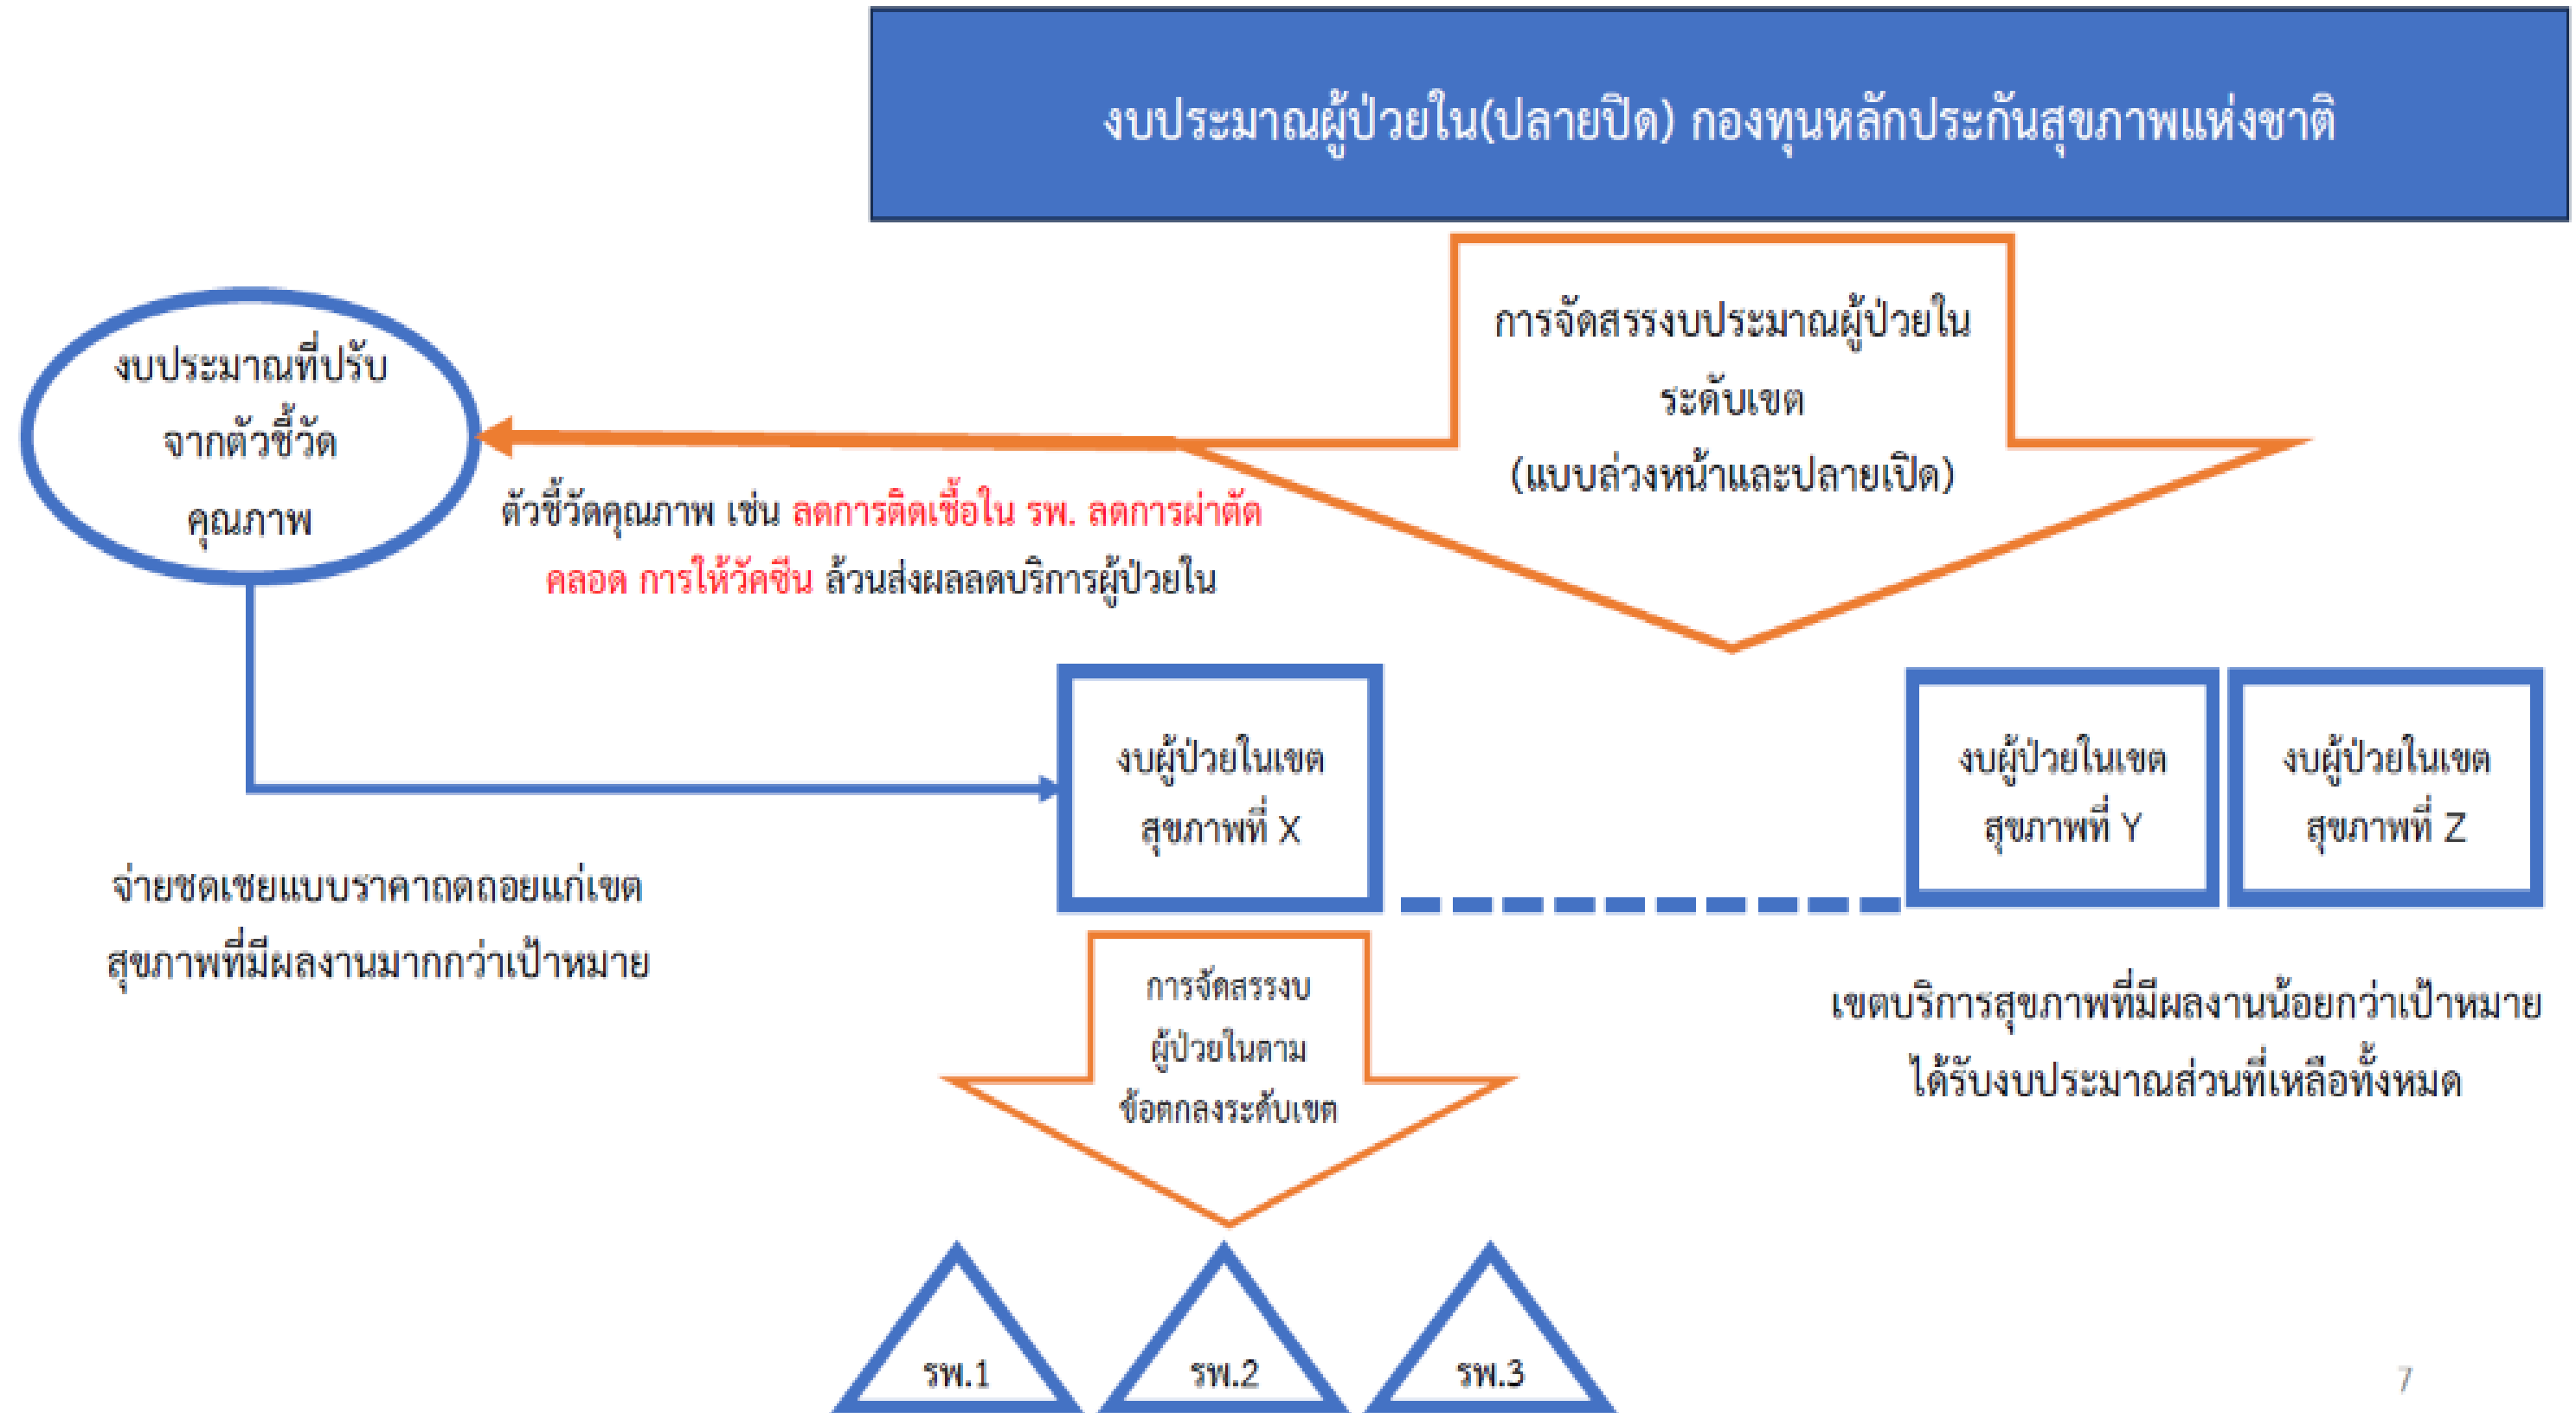 งบประมาณผู้ป่วยใน(ปลายปิด) กองทุนหลักประกันสุขภาพแห่งชาติ
การจัดสรรงบประมาณผู้ป่วยใน
ระดับเขต
(แบบล่วงหน้าและปลายเปิด)
งบประมาณที่ปรับ
จากตัวชี้วัด
คุณภาพ
ตัวชี้วัดคุณภาพ เช่น ลดการติดเชื้อใน รพ. ลดการผ่าตัด
คลอด การให้วัคซีน ล้วนส่งผลลดบริการผู้ป่วยใน
งบผู้ป่วยในเขต
สุขภาพที่ X
งบผู้ป่วยในเขต
สุขภาพที่ Y
งบผู้ป่วยในเขต
สุขภาพที่ Z
จ่ายชดเชยแบบราคาถดถอยแก่เขต
สุขภาพที่มีผลงานมากกว่าเป้าหมาย
การจัดสรรงบ
ผู้ป่วยในตาม
ข้อตกลงระดับเขต
เขตบริการสุขภาพที่มีผลงานน้อยกว่าเป้าหมาย
ได้รับงบประมาณส่วนที่เหลือทั้งหมด
รพ.1
รพ.2
รพ.3
7